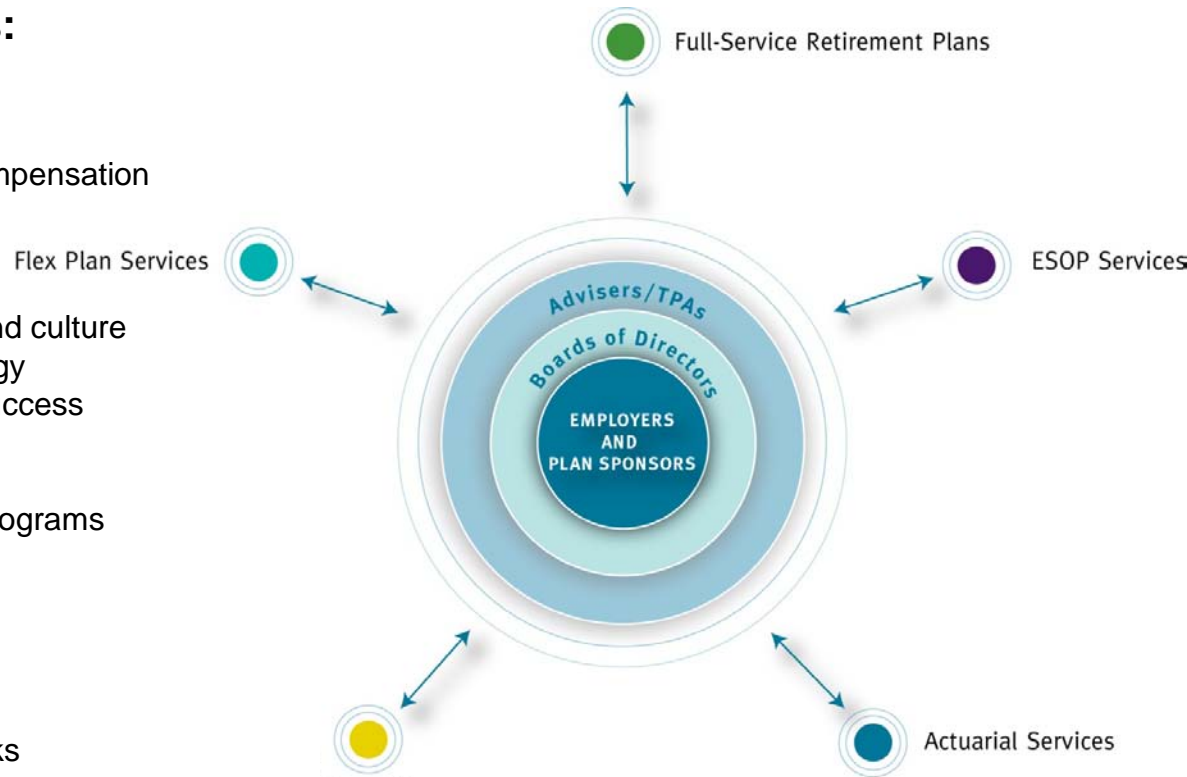 :
mpensation
nd culture
gy
ccess
ograms
ks
Full-Service Retirement Plans
Flex Plan Services
ESOP Services
Advisers/TPAs
Boards of Directors
EMPLOYERS
AND
PLAN SPONSORS
Actuarial Services